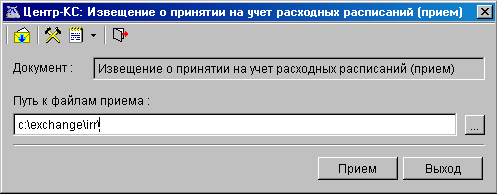 Центр-КС: Извещение о принятии на учет расходных расписаний (прием)
Документ :
Извещение о принятии на учет расходных расписаний (прием)
Путь к файлам приема :
c:\exchange\irr\
...
Прием
Выход